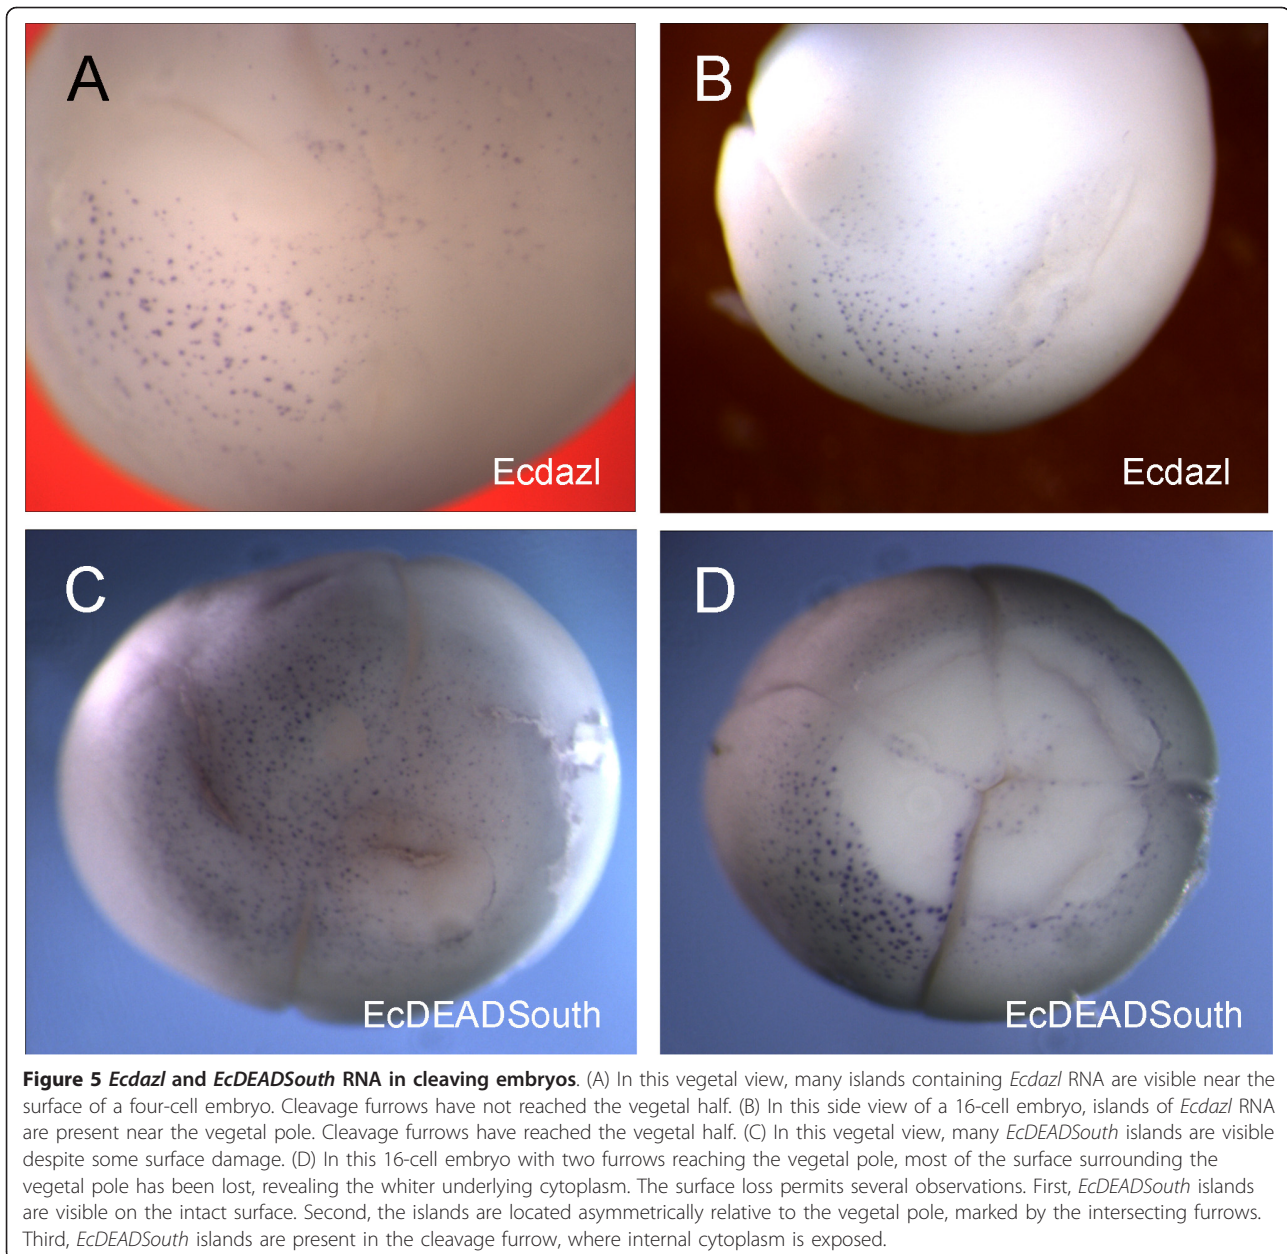 A
B
Ecdazl
Ecdazl
C
D
EcDEADSouth
EcDEADSouth
Figure 5 Ecdazl and EcDEADSouth RNA in cleaving embryos. (A) In this vegetal view, many islands containing Ecdazl RNA are visible near the
surface of a four-cell embryo. Cleavage furrows have not reached the vegetal half. (B) In this side view of a 16-cell embryo, islands of Ecdazl RNA
are present near the vegetal pole. Cleavage furrows have reached the vegetal half. (C) In this vegetal view, many EcDEADSouth islands are visible
despite some surface damage. (D) In this 16-cell embryo with two furrows reaching the vegetal pole, most of the surface surrounding the
vegetal pole has been lost, revealing the whiter underlying cytoplasm. The surface loss permits several observations. First, EcDEADSouth islands
are visible on the intact surface. Second, the islands are located asymmetrically relative to the vegetal pole, marked by the intersecting furrows.
Third, EcDEADSouth islands are present in the cleavage furrow, where internal cytoplasm is exposed.